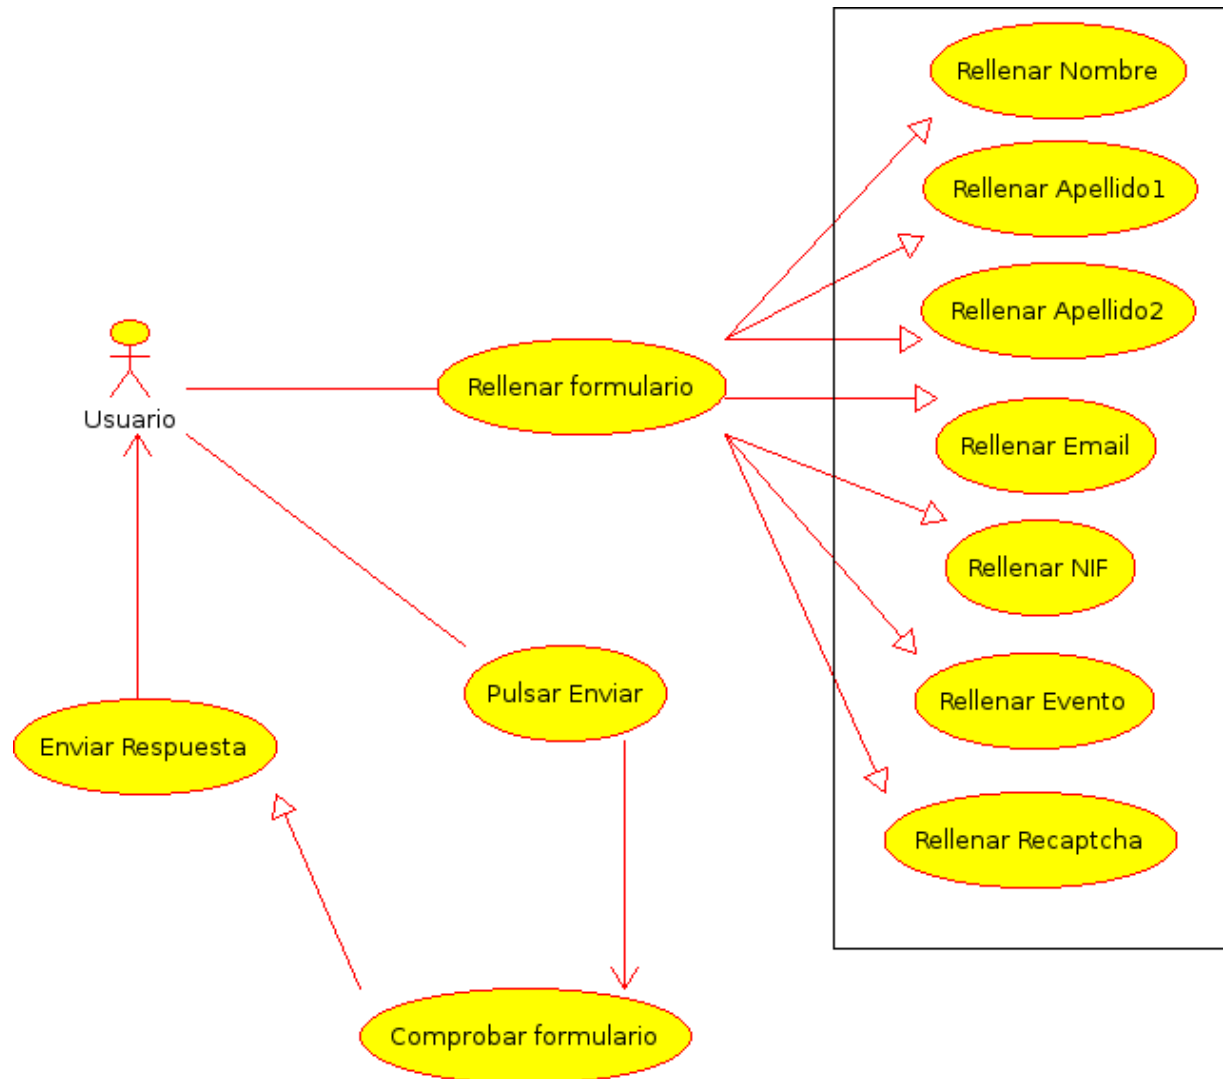 Rellenar Nombre
Rellenar Apellido1
Rellenar Apellido2
Usuario
Rellenar formulario
Rellenar Email
Rellenar NIF
Pulsar Enviar
Rellenar Evento
Enviar Respuesta
Rellenar Recaptcha
Comprobar formulario